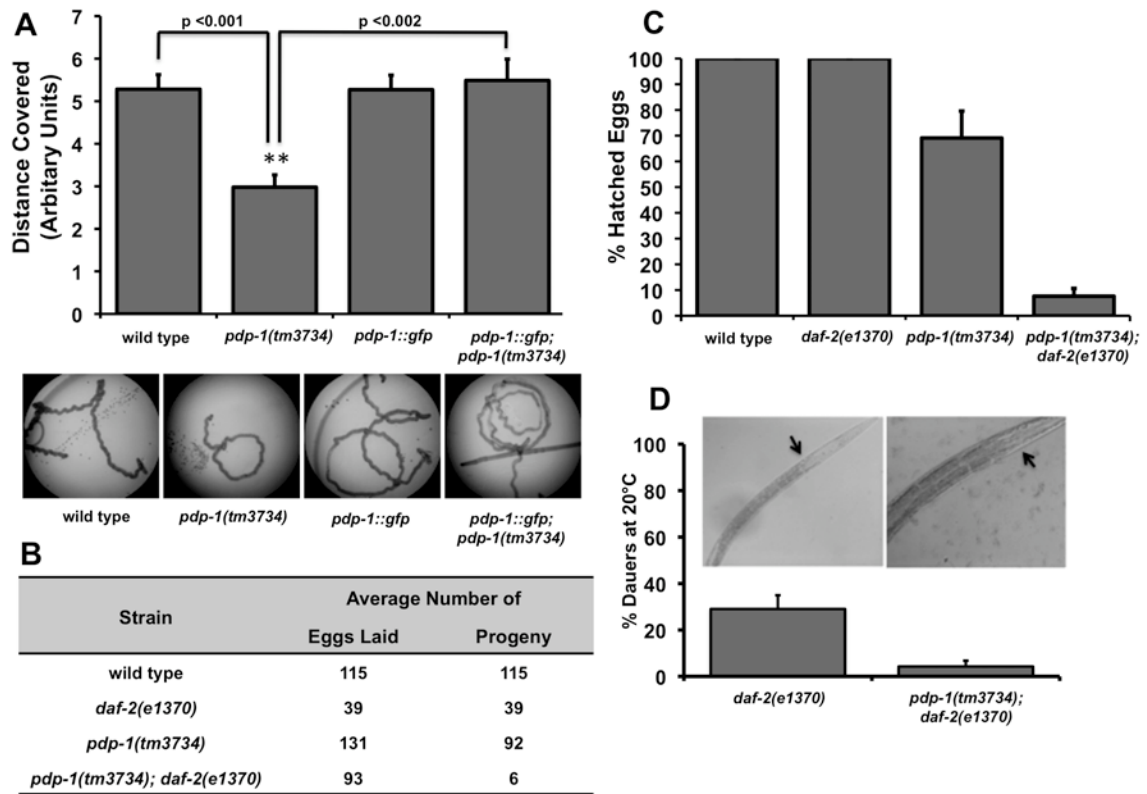 A
p <0.001
p <0.002
7
6
5
4
3
2
1
0
Distance Covered
(Arbitary Units)
**
wild type
pdp-1(tm3734)
pdp-1::gfp
pdp-1::gfp;
pdp-1(tm3734)
wild type
pdp-1(tm3734)
pdp-1::gfp
pdp-1::gfp;
pdp-1(tm3734)
B
Strain
Average Number of
Eggs Laid Progeny
wild type 115 115
daf-2(e1370) 39 39
pdp-1(tm3734) 131 92
pdp-1(tm3734); daf-2(e1370) 93 6
C
100
90
80
70
60
50
40
30
20
10
0
% Hatched Eggs
wild type
daf-2(e1370)
pdp-1(tm3734)
pdp-1(tm3734);
daf-2(e1370)
D
100
80
60
40
20
0
% Dauers at 20°C
daf-2(e1370)
pdp-1(tm3734);
daf-2(e1370)